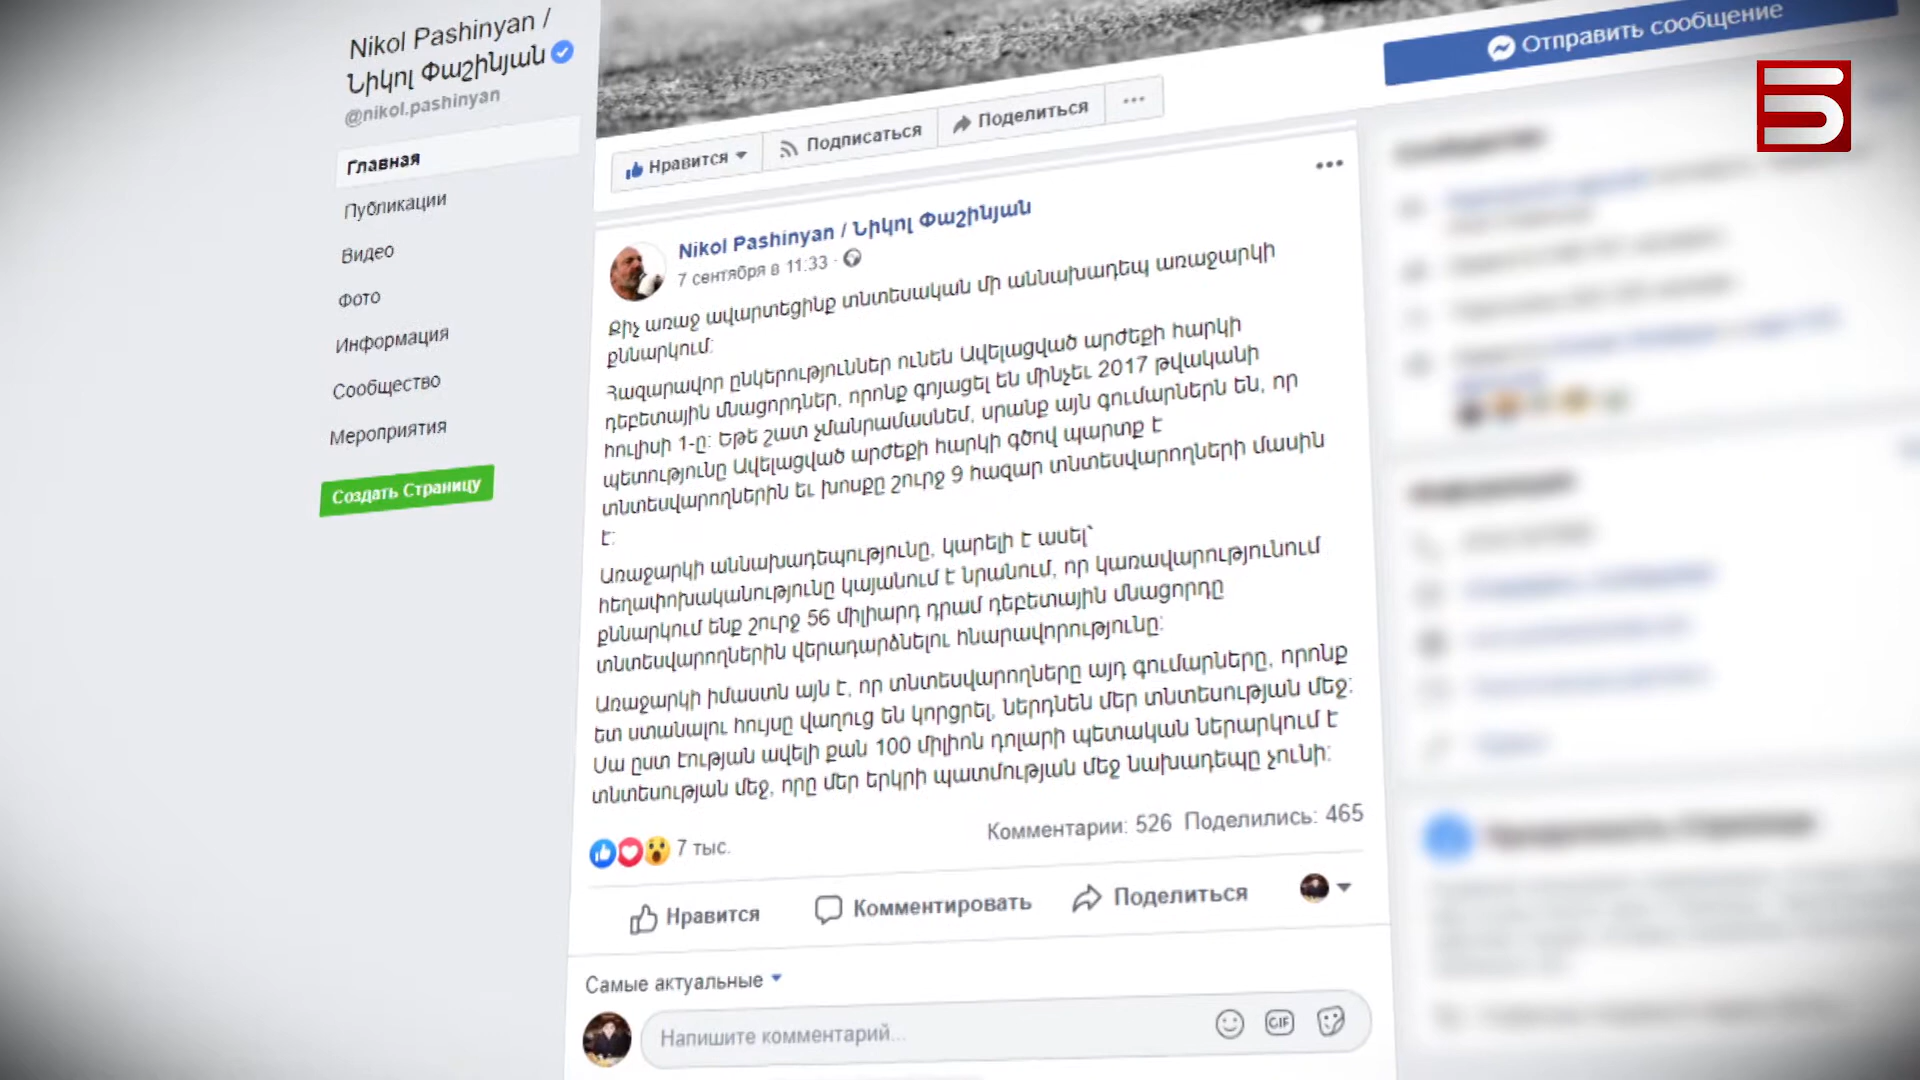 Nikol Pashinyan /
Նիկոլ Փաշինյան
@nikol.pashinyan
Главная
Публикации
Видео
Фото
Информация
Сообщество
Мероприятия
Создать Страницу
Отправить сообщение
Нравится
Подписаться
Поделиться
Nikol Pashinyan / Նիկոլ Փաշինյան
7 сентября в 11:33 ·
Քիչ առաջ ավարտեցինք տնտեսական մի աննախադեպ առաջարկի
քննարկում:
Հազարավոր ընկերություններ ունեն Ավելացված արժեքի հարկի
դեբետային մնացորդներ, որոնք գոյացել են մինչեւ 2017 թվականի
հուլիսի 1-ը: Եթե շատ չմանրամասնեմ, սրանք այն գումարներն են, որ
պետությունը Ավելացված արժեքի հարկի գծով պարտք է
տնտեսվարողներին եւ խոսքը շուրջ 9 հազար տնտեսվարողների մասին
է:
Առաջարկի աննախադեպությունը, կարելի է ասել՝
հեղափոխականությունը կայանում է նրանում, որ կառավարությունում
քննարկում ենք շուրջ 56 միլիարդ դրամ դեբետային մնացորդը
տնտեսվարողներին վերադարձնելու հնարավորությունը:
Առաջարկի իմաստն այն է, որ տնտեսվարողները այդ գումարները, որոնք
ետ ստանալու հույսը վաղուց են կորցրել, ներդնեն մեր տնտեսության մեջ:
Սա ըստ էության ավելի քան 100 միլիոն դոլարի պետական ներարկում է
տնտեսության մեջ, որը մեր երկրի պատմության մեջ նախադեպը չունի:
7 тыс.
Комментарии: 526 Поделились: 465
Нравится
Комментировать
Поделиться
Самые актуальные
Напишите комментарий...
GIF